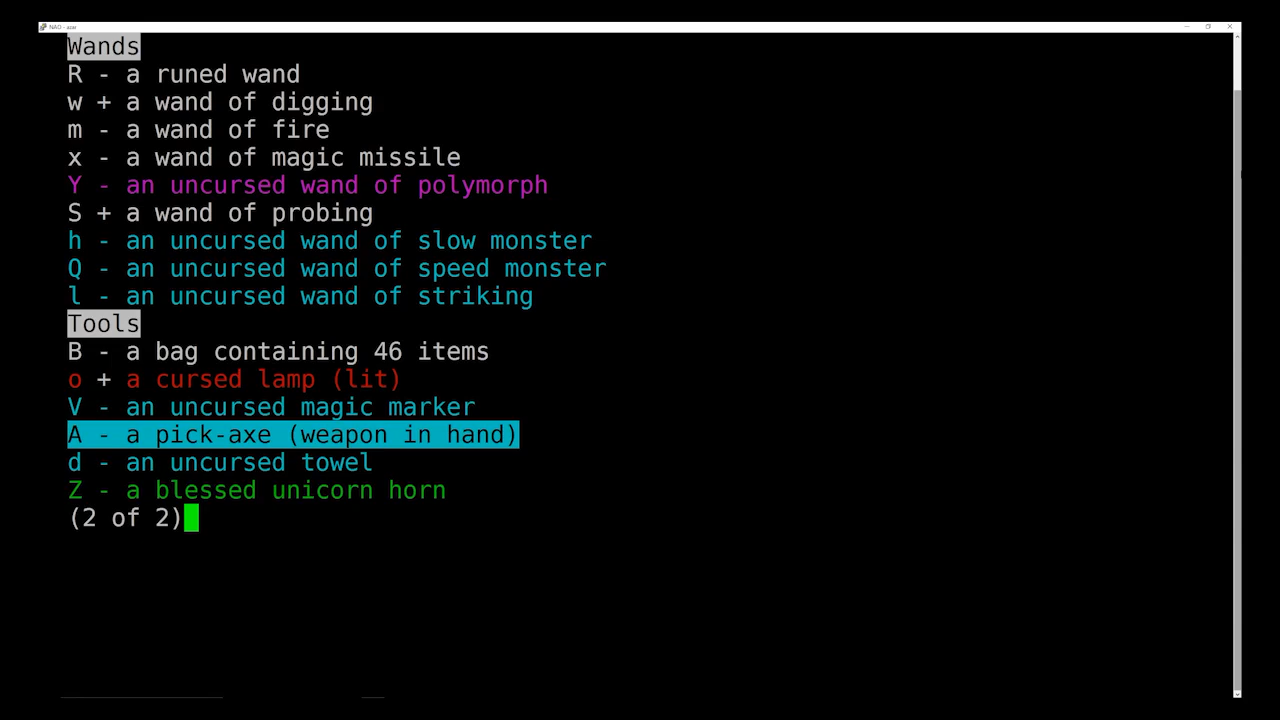 NAO - azar
Wands
R - a runed wand
w + a wand of digging
m - a wand of fire
x - a wand of magic missile
Y - an uncursed wand of polymorph
S + a wand of probing
h - an uncursed wand of slow monster
Q - an uncursed wand of speed monster
l - an uncursed wand of striking
Tools
B - a bag containing 46 items
o + a cursed lamp (lit)
V - an uncursed magic marker
A - a pick-axe (weapon in hand)
d - an uncursed towel
Z - a blessed unicorn horn
(2 of 2)